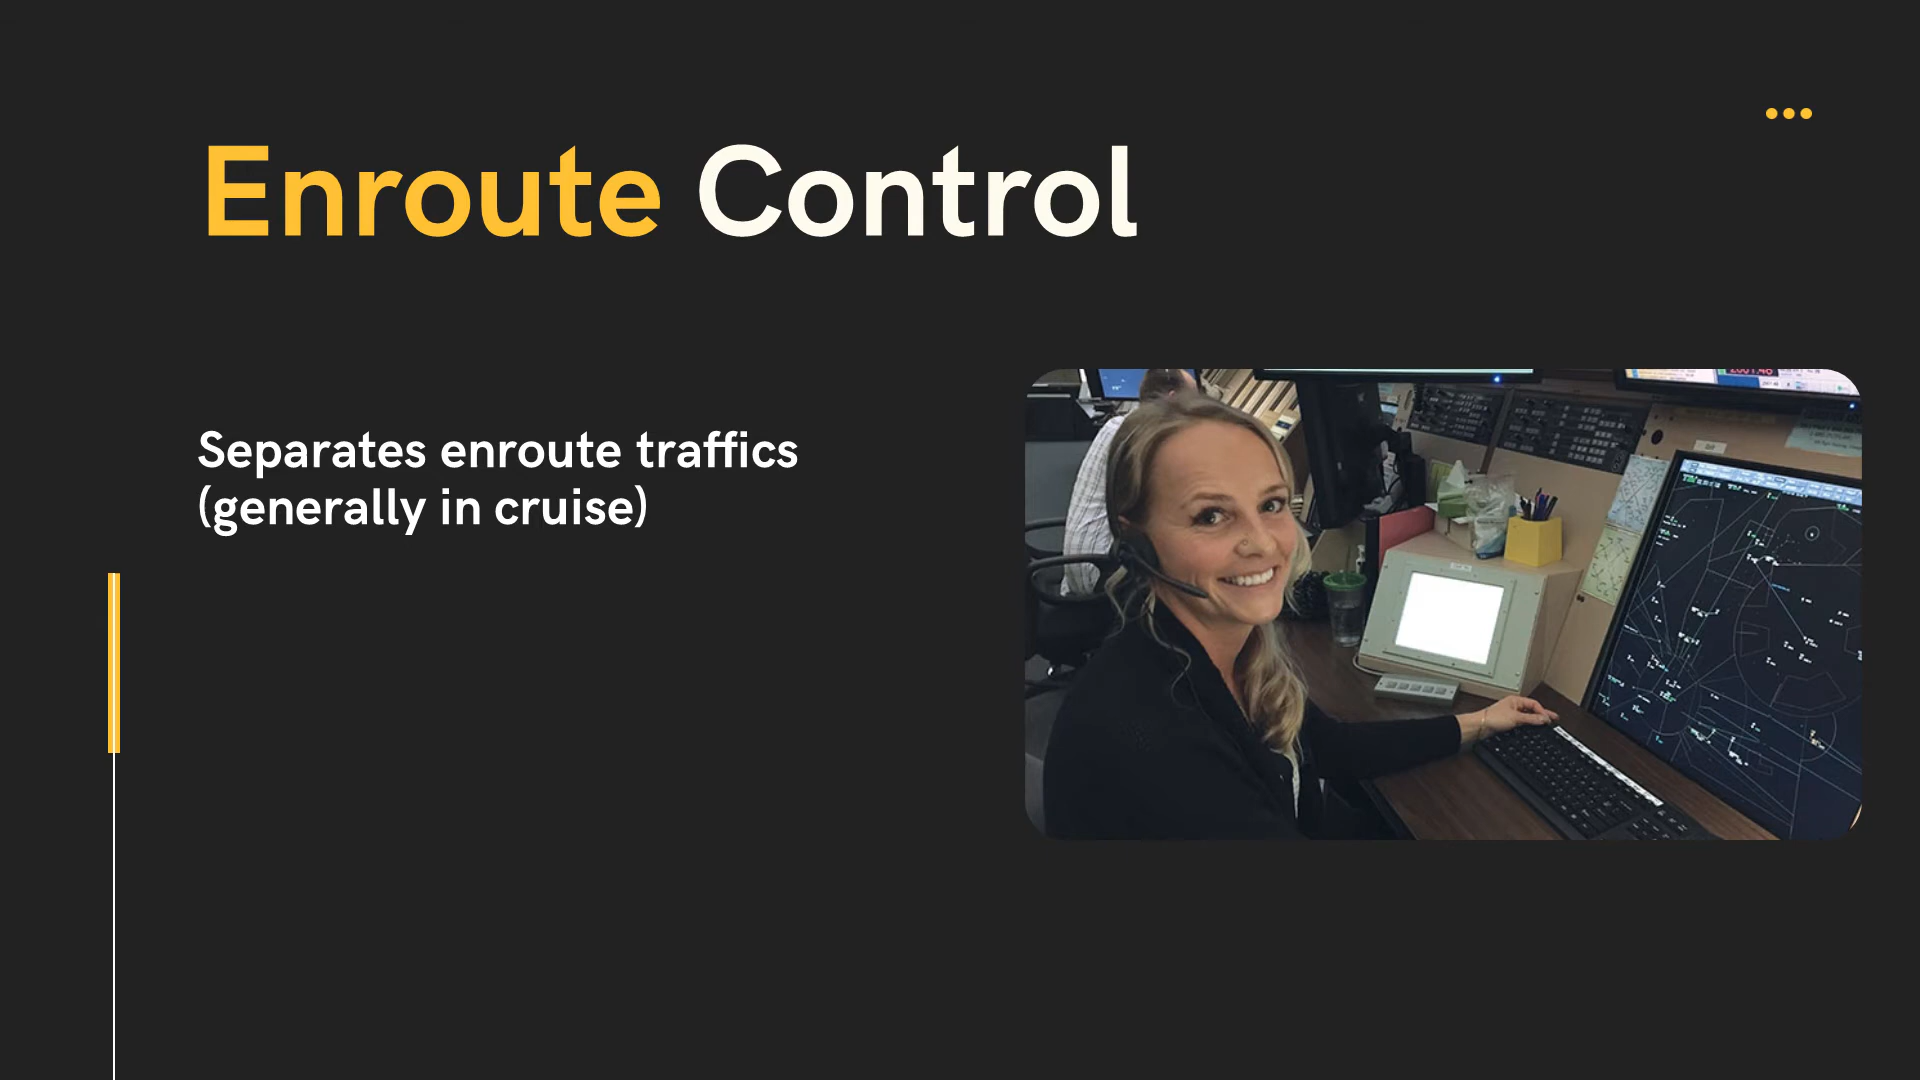 Enroute Control
Separates enroute traffics
(generally in cruise)